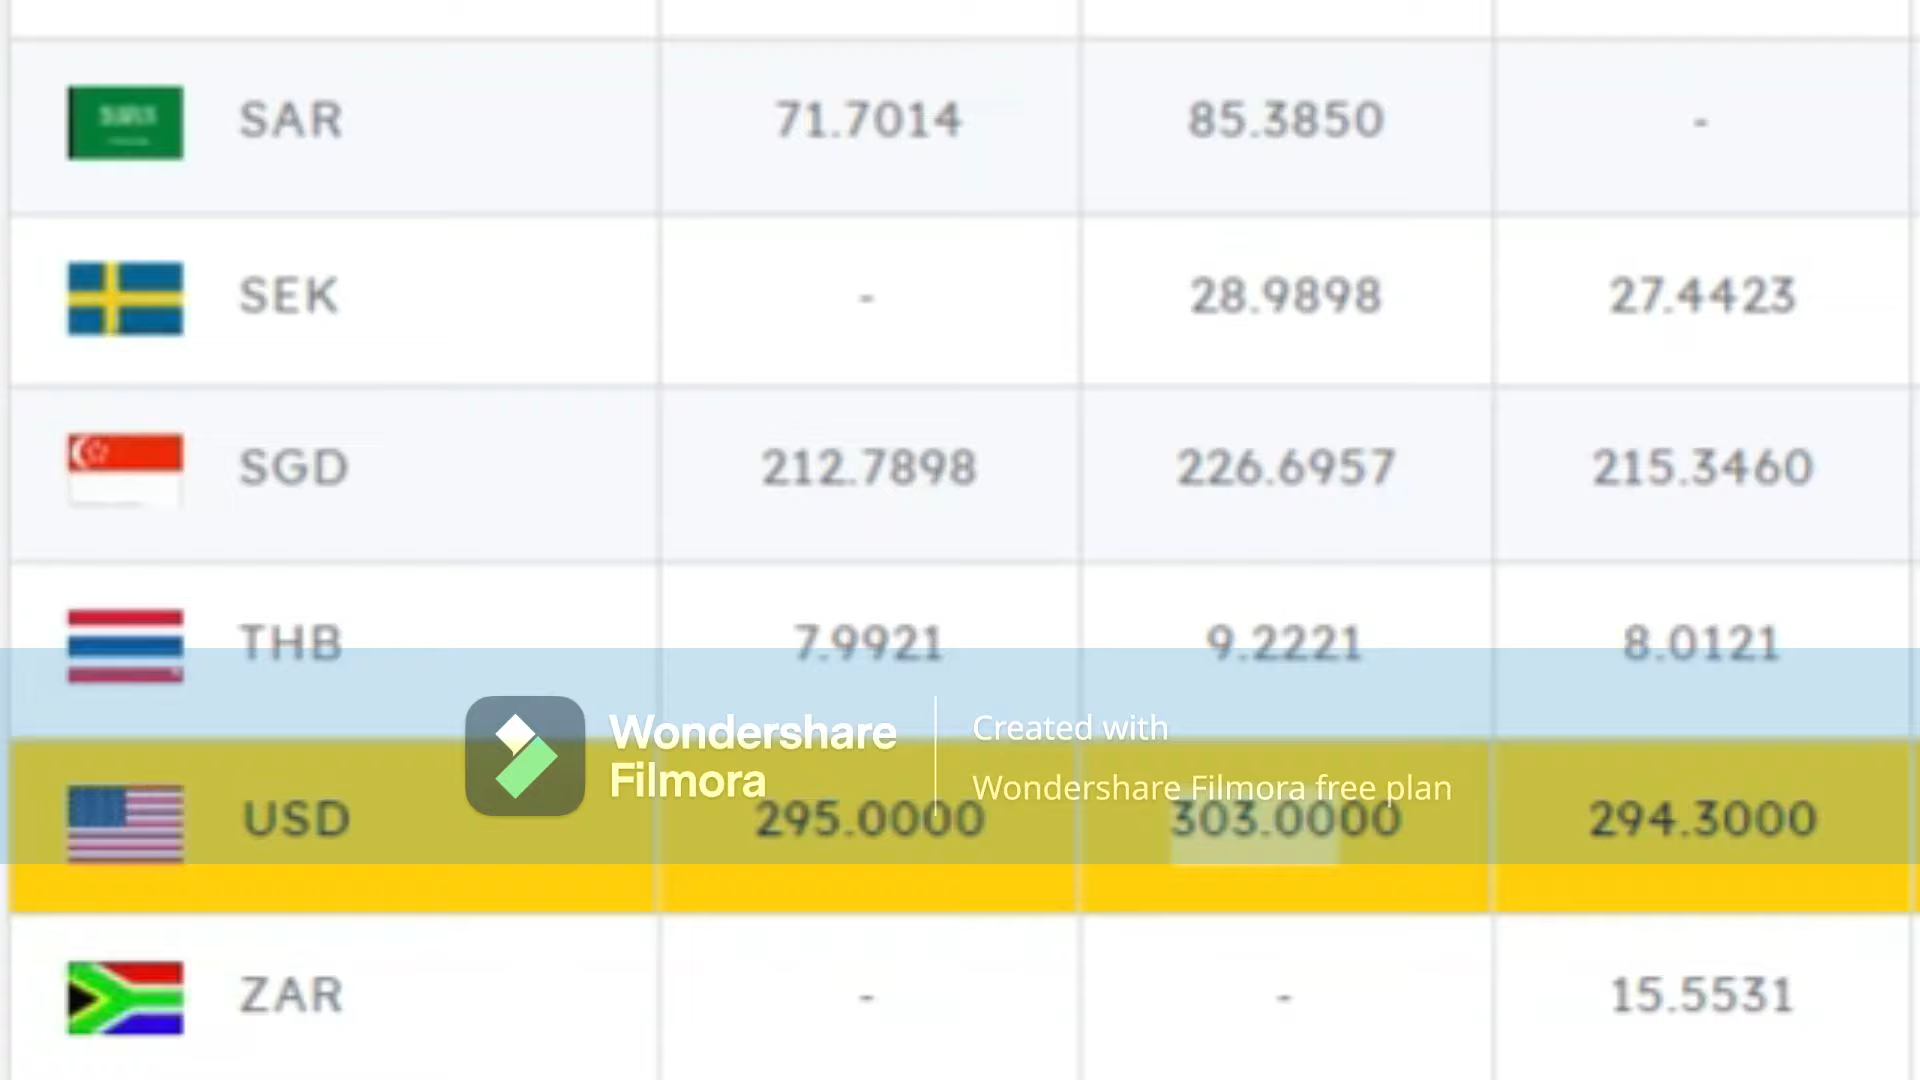 SAR 71.7014 85.3850 -
SEK - 28.9898 27.4423
SGD 212.7898 226.6957 215.3460
THB 7.9921 9.2221 8.0121
Wondershare Filmora
Created with
Wondershare Filmora free plan
USD 295.0000 303.0000 294.3000
ZAR - - 15.5531